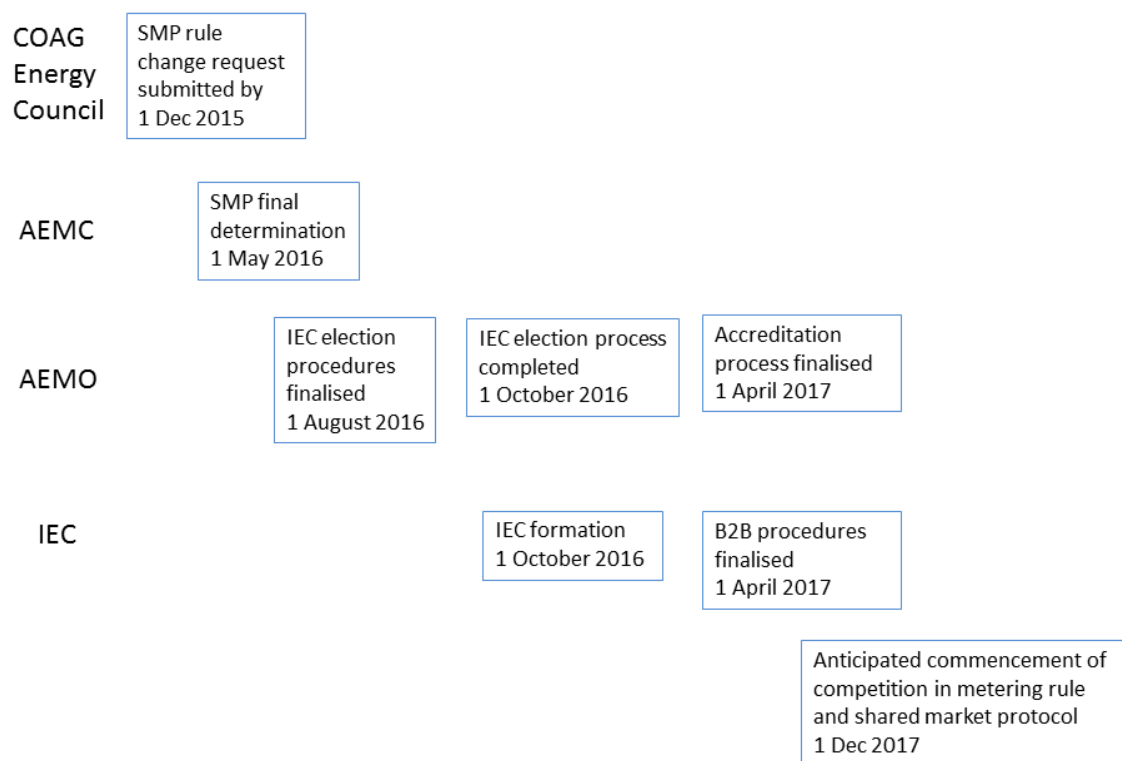 COAG
Energy
Council
SMP rule
change request
submitted by
1 Dec 2015
AEMC
SMP final
determination
1 May 2016
AEMO
IEC election
procedures
finalised
1 August 2016
IEC election process
completed
1 October 2016
Accreditation
process finalised
1 April 2017
IEC
IEC formation
1 October 2016
B2B procedures
finalised
1 April 2017
Anticipated commencement of
competition in metering rule
and shared market protocol
1 Dec 2017